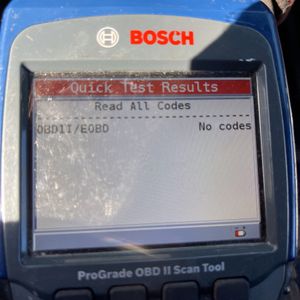 BOSCH
Quick Test Results
Read All Codes
OBDII/EOBD No codes
ProGrade OBD II Scan Tool